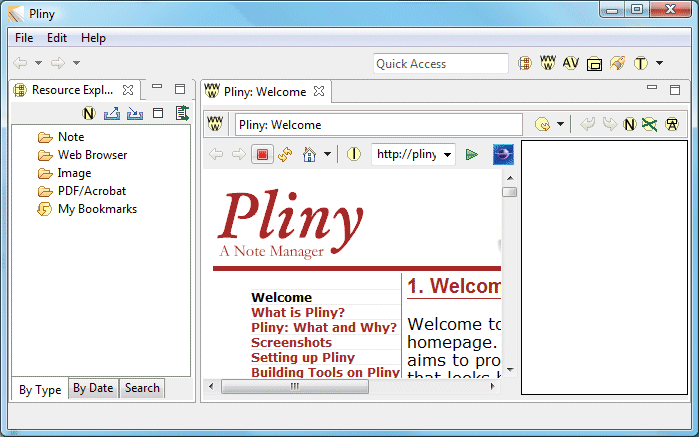 Pliny
File Edit Help
Quick Access
Resource Expl...
Pliny: Welcome
Pliny: Welcome
http://pliny
Note
Web Browser
Image
PDF/Acrobat
My Bookmarks
By Type By Date Search
Pliny
A Note Manager
Welcome
What is Pliny?
Pliny: What and Why?
Screenshots
Setting up Pliny
Building Tools on Pliny
1. Welcom
Welcome to
homepage.
aims to pro
that looks